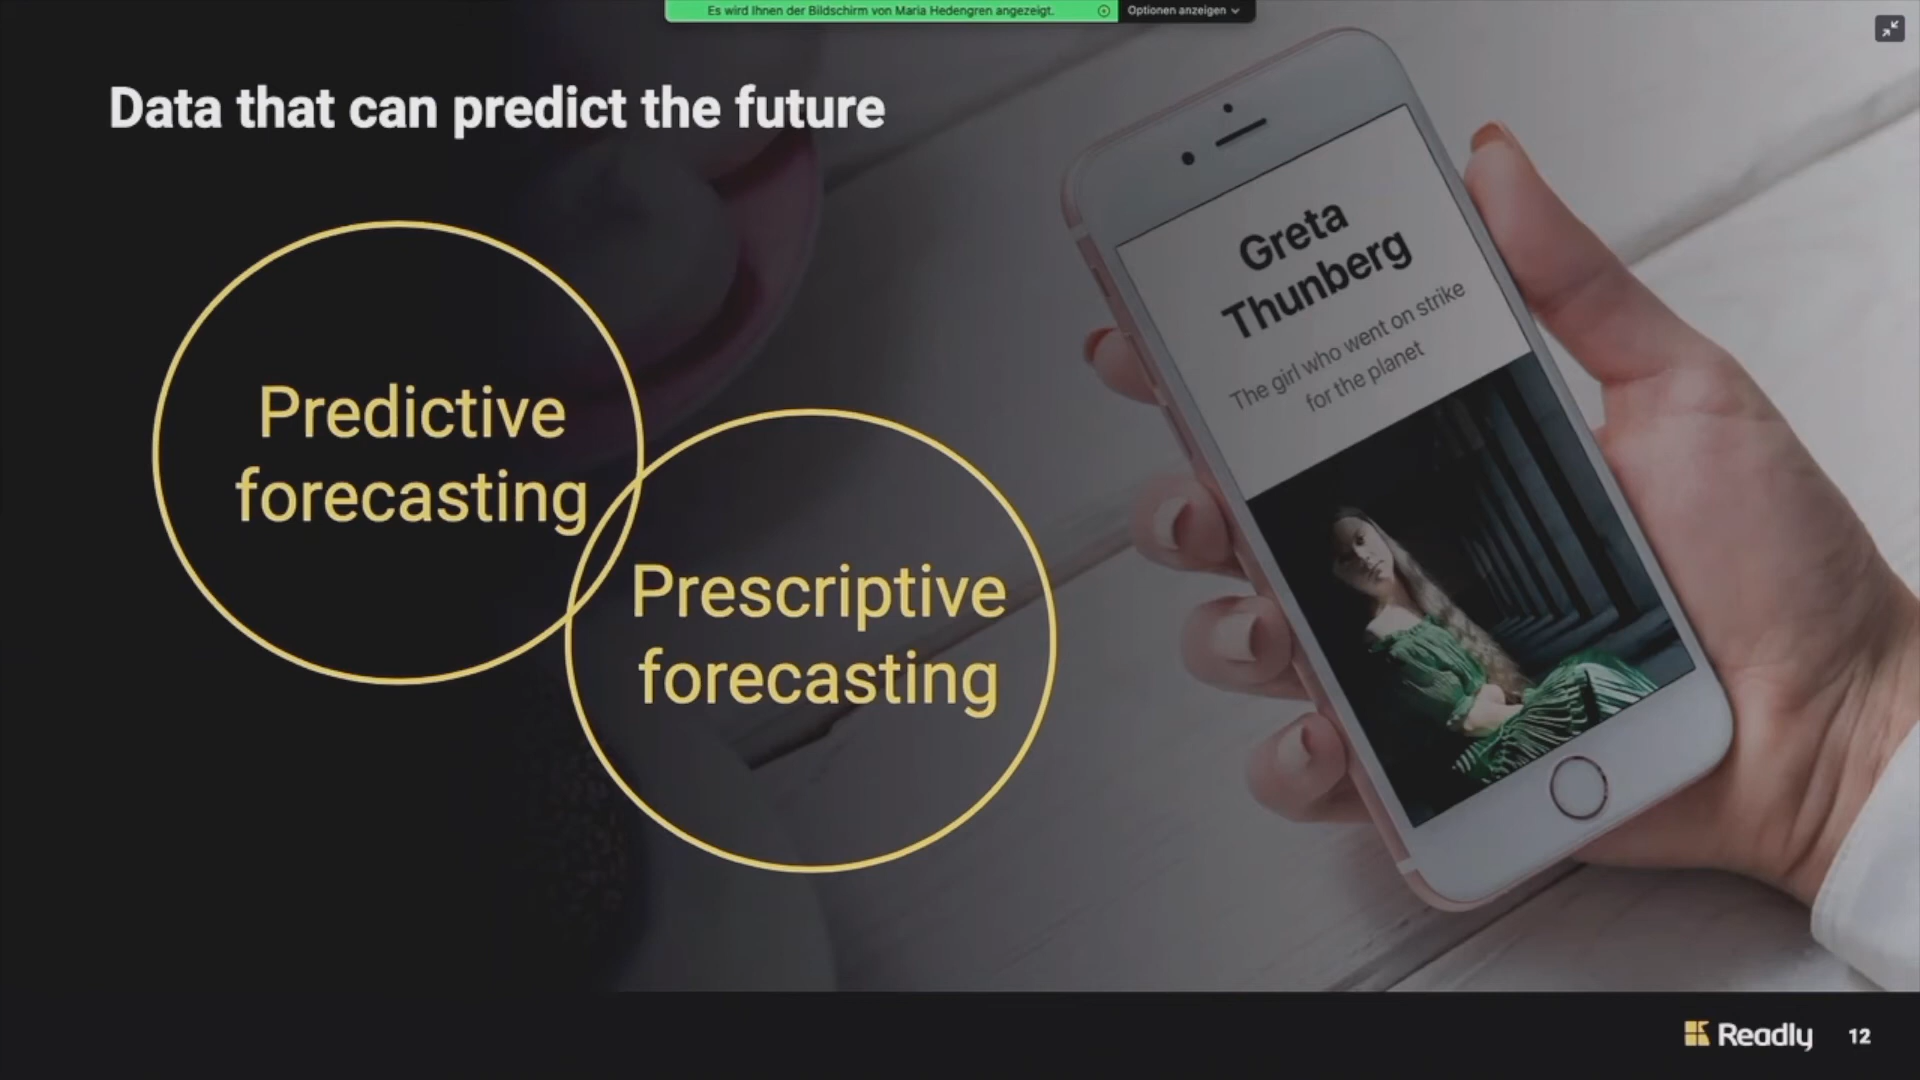 Es wird Ihnen der Bildschirm von Maria Hedengren angezeigt.
Optionen anzeigen
Data that can predict the future
Predictive
forecasting
Prescriptive
forecasting
Greta
Thunberg
The girl who went on strike
for the planet
Readly
12